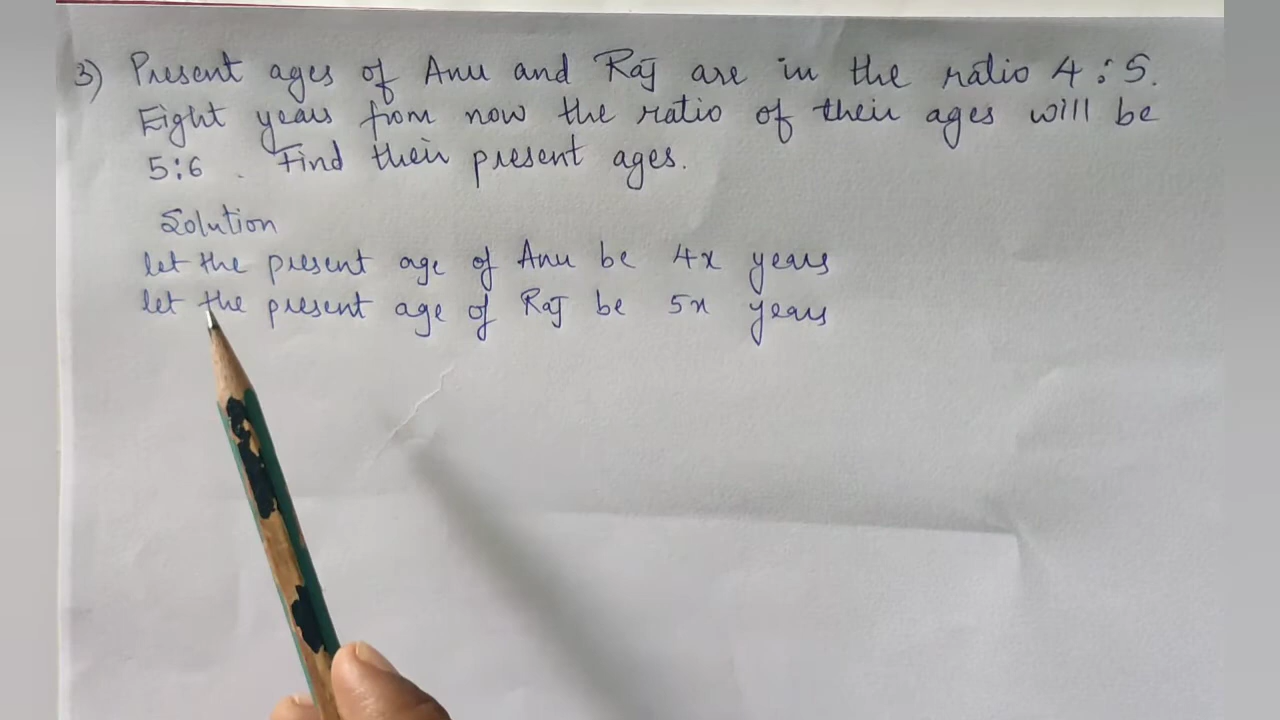 3) Present ages of Anu and Raj are in the ratio 4:5.
Eight years from now the ratio of their ages will be
5:6. Find their present ages.
Solution
let the present age of Anu be 4x years
let the present age of Raj be 5x years